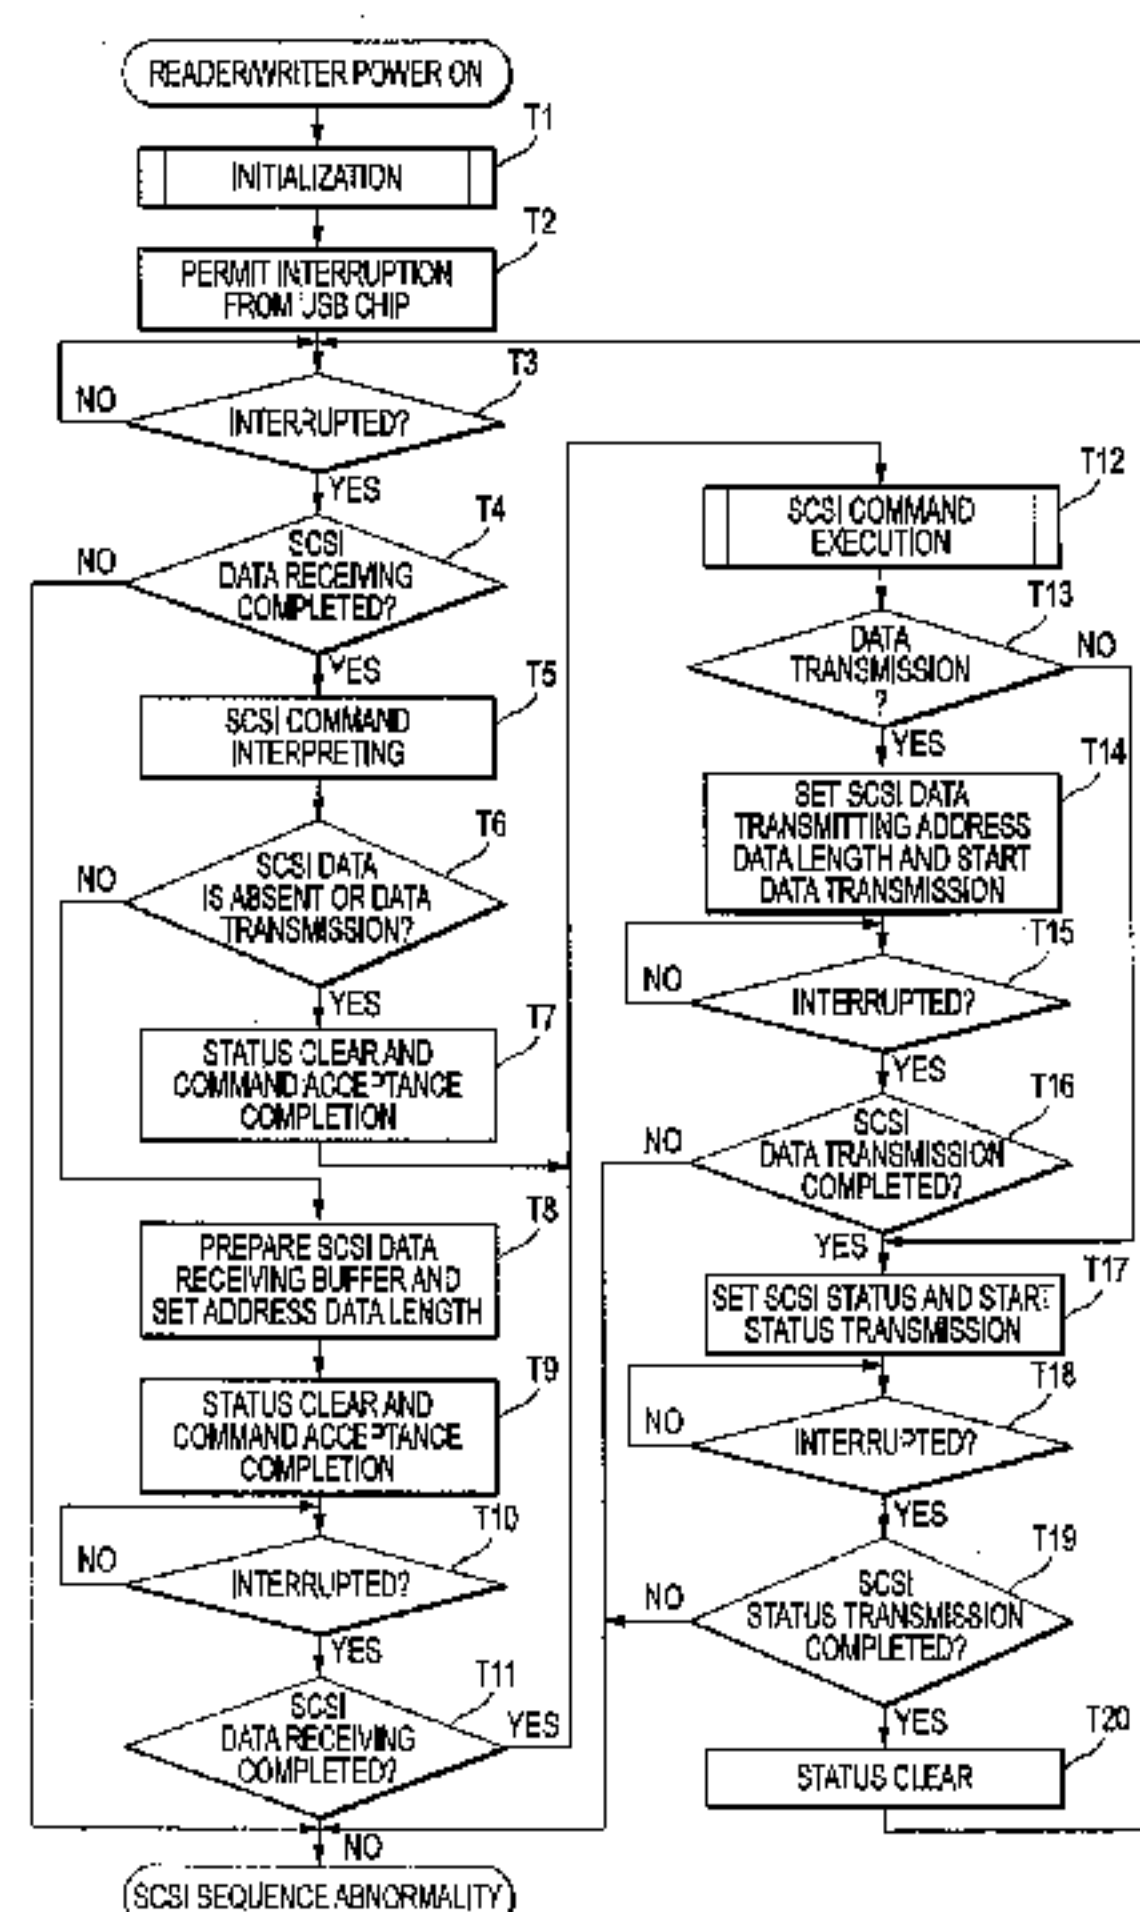 READER/WRITER POWER ON
T1
INITIALIZATION
T2
PERMIT INTERRUPTION
FROM USB CHIP
T3
NO
INTERRUPTED?
YES
T4
NO
SCSI
DATA RECEIVING
COMPLETED?
YES
T5
SCSI COMMAND
INTERPRETING
T6
NO
SCSI DATA
IS ABSENT OR DATA
TRANSMISSION?
YES
T7
STATUS CLEAR AND
COMMAND ACCEPTANCE
COMPLETION
T8
PREPARE SCSI DATA
RECEIVING BUFFER AND
SET ADDRESS DATA LENGTH
T9
STATUS CLEAR AND
COMMAND ACCEPTANCE
COMPLETION
T10
NO
INTERRUPTED?
YES
T11
SCSI
DATA RECEIVING
COMPLETED?
YES
NO
SCSI SEQUENCE ABNORMALITY
T12
SCSI COMMAND
EXECUTION
T13
DATA
TRANSMISSION
?
NO
YES
T14
SET SCSI DATA
TRANSMITTING ADDRESS
DATA LENGTH AND START
DATA TRANSMISSION
T15
NO
INTERRUPTED?
YES
T16
NO
SCSI
DATA TRANSMISSION
COMPLETED?
YES
T17
SET SCSI STATUS AND START
STATUS TRANSMISSION
T18
NO
INTERRUPTED?
YES
T19
NO
SCSI
STATUS TRANSMISSION
COMPLETED?
YES
T20
STATUS CLEAR